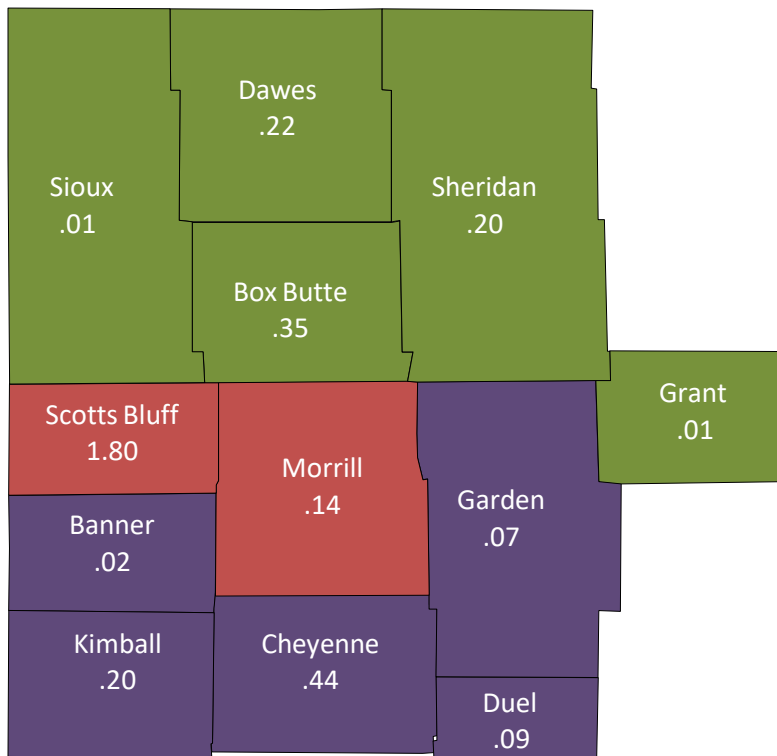 Dawes
.22
Sioux
.01
Sheridan
.20
Box Butte
.35
Grant
.01
Scotts Bluff
1.80
Morrill
.14
Garden
.07
Banner
.02
Kimball
.20
Cheyenne
.44
Duel
.09